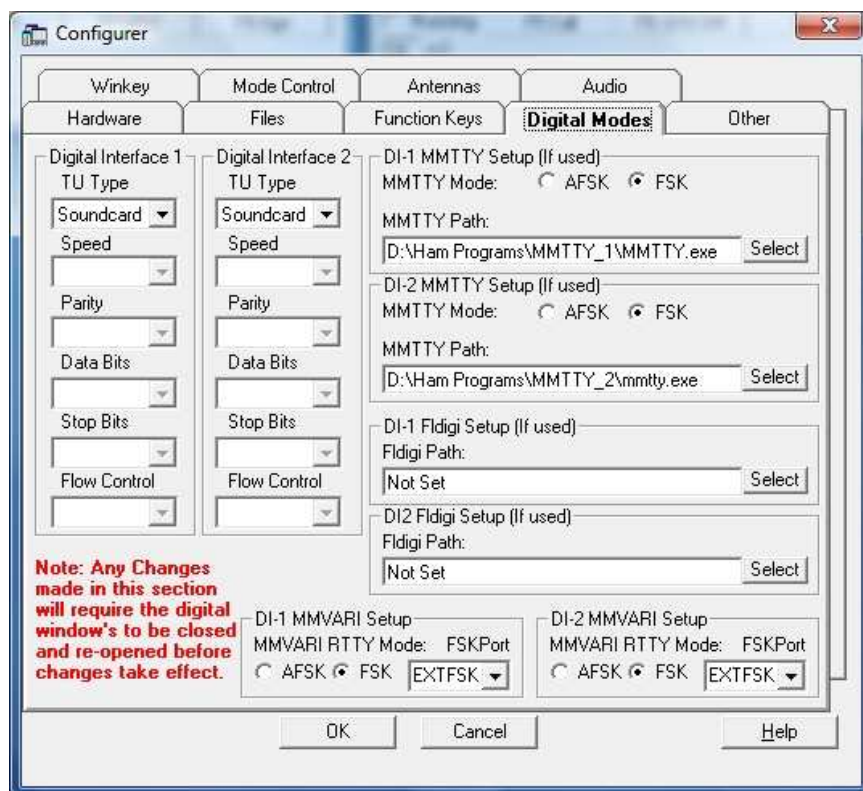 Configurer
Winkey Mode Control Antennas Audio
Hardware Files Function Keys Digital Modes Other
Digital Interface 1
TU Type
Soundcard
Speed
Parity
Data Bits
Stop Bits
Flow Control
Digital Interface 2
TU Type
Soundcard
Speed
Parity
Data Bits
Stop Bits
Flow Control
DI-1 MMTTY Setup (If used)
MMTTY Mode: AFSK FSK
MMTTY Path:
D:\Ham Programs\MMTTY_1\MMTTY.exe Select
DI-2 MMTTY Setup (If used)
MMTTY Mode: AFSK FSK
MMTTY Path:
D:\Ham Programs\MMTTY_2\mmtty.exe Select
DI-1 Fldigi Setup (If used)
Fldigi Path:
Not Set Select
DI2 Fldigi Setup (If used)
Fldigi Path:
Not Set Select
Note: Any Changes
made in this section
will require the digital
window's to be closed
and re-opened before
changes take effect.
DI-1 MMVARI Setup
MMVARI RTTY Mode: FSKPort
AFSK FSK EXTFSK
DI-2 MMVARI Setup
MMVARI RTTY Mode: FSKPort
AFSK FSK EXTFSK
OK Cancel Help